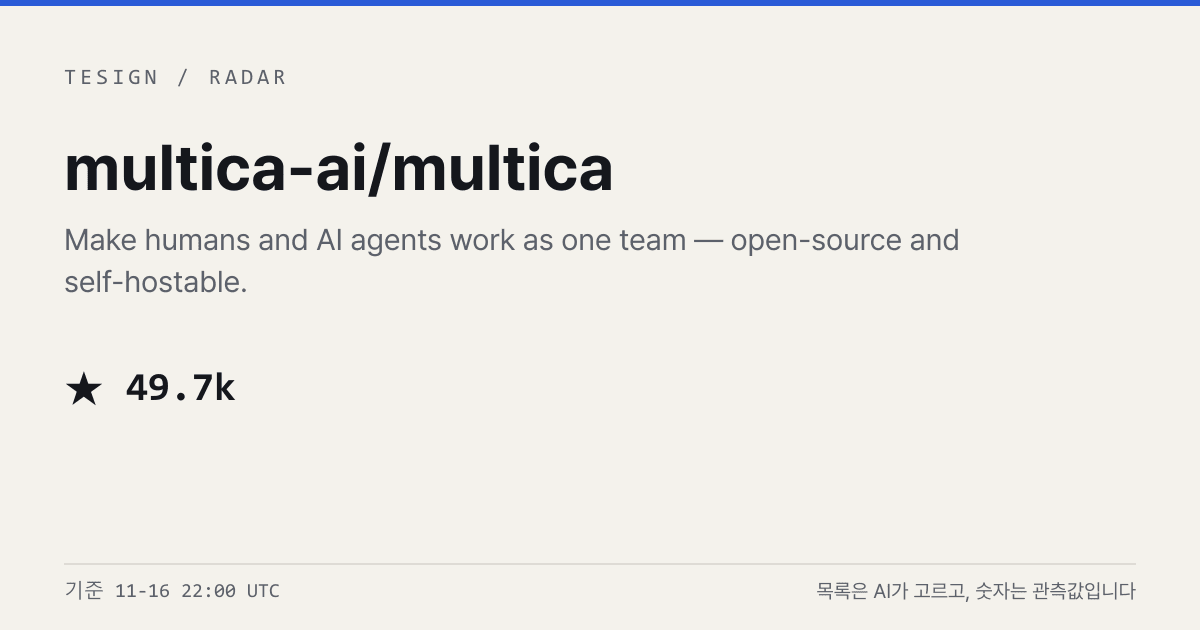 TESIGN / RADAR
multica-ai/multica
Make humans and AI agents work as one team — open-source and
self-hostable.
★ 49.7k
기준 11-16 22:00 UTC
목록은 AI가 고르고, 숫자는 관측값입니다